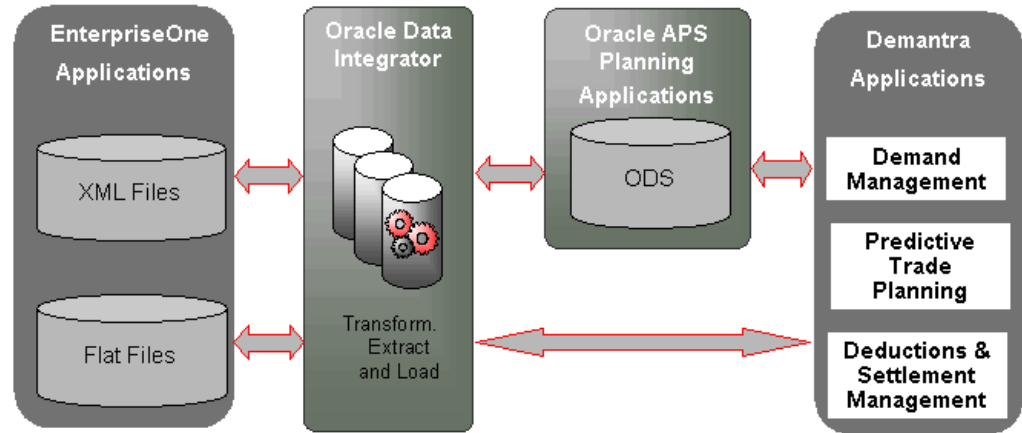 EnterpriseOne
Applications
XML Files
Flat Files
Oracle Data
Integrator
Transform.
Extract
and Load
Oracle APS
Planning
Applications
ODS
Demantra
Applications
Demand
Management
Predictive
Trade
Planning
Deductions &
Settlement
Management